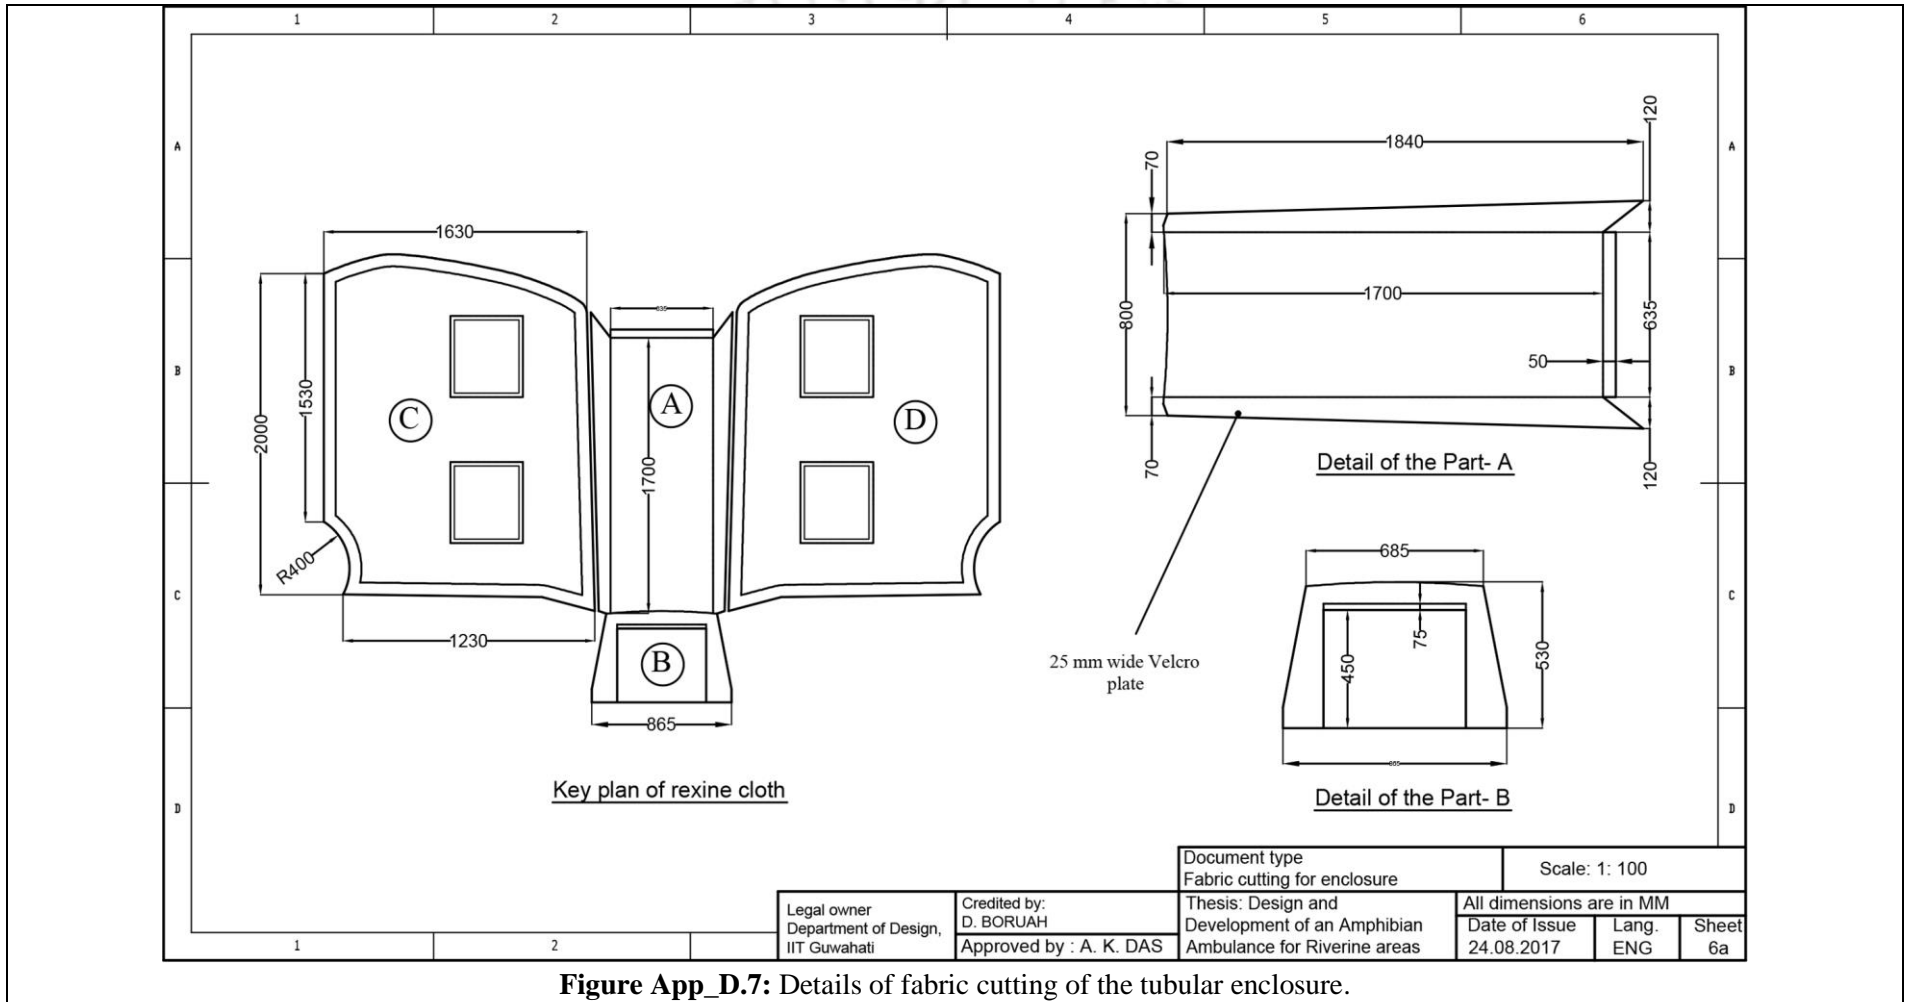 1 2 3 4 5 6
A A
B B
C C
D D
1630
2000
1530
R400
1230
635
1700
865
C
A
D
B
Key plan of rexine cloth
1840
120
70
800
1700
635
50
70
120
Detail of the Part- A
25 mm wide Velcro
plate
685
75
450
530
865
Detail of the Part- B
Document type
Fabric cutting for enclosure
Scale: 1: 100
Legal owner
Department of Design,
IIT Guwahati
Credited by:
D. BORUAH
Approved by : A. K. DAS
Thesis: Design and
Development of an Amphibian
Ambulance for Riverine areas
All dimensions are in MM
Date of Issue
24.08.2017
Lang.
ENG
Sheet
6a
1 2
Figure App_D.7: Details of fabric cutting of the tubular enclosure.